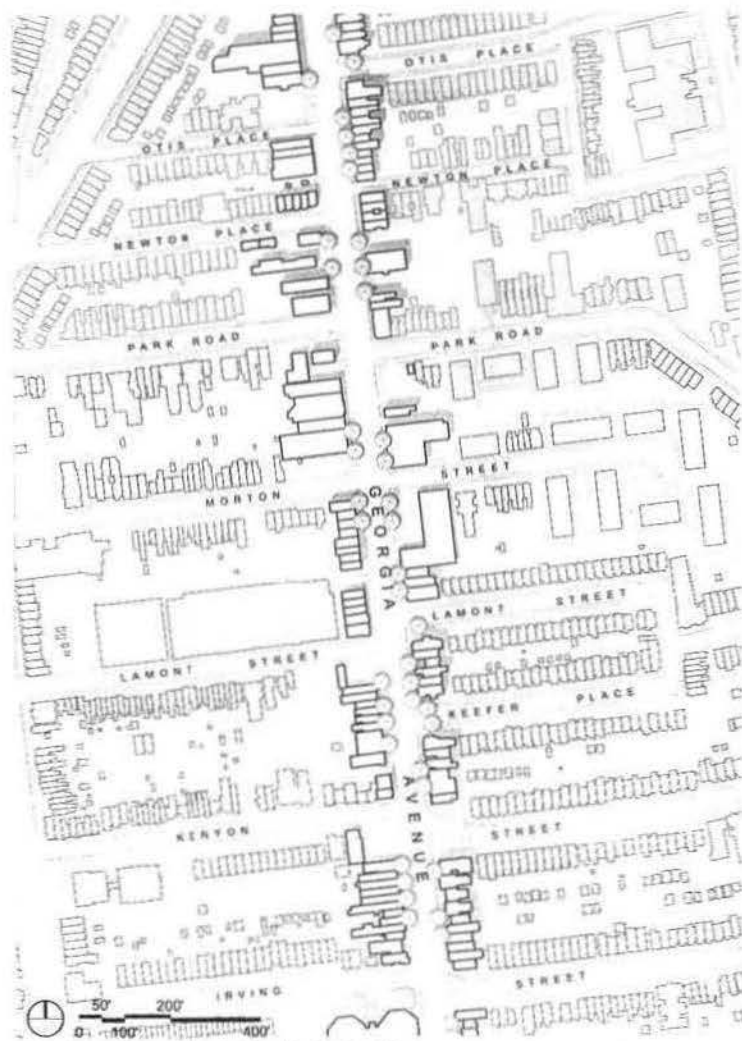 OTIS PLACE
OTIS PLACE
NEWTON PLACE
NEWTON PLACE
PARK ROAD
PARK ROAD
MORTON STREET
GEORGIA AVENUE
LAMONT STREET
LAMONT STREET
KEEFER PLACE
KENYON STREET
IRVING STREET
50' 200'
0 100' 400'